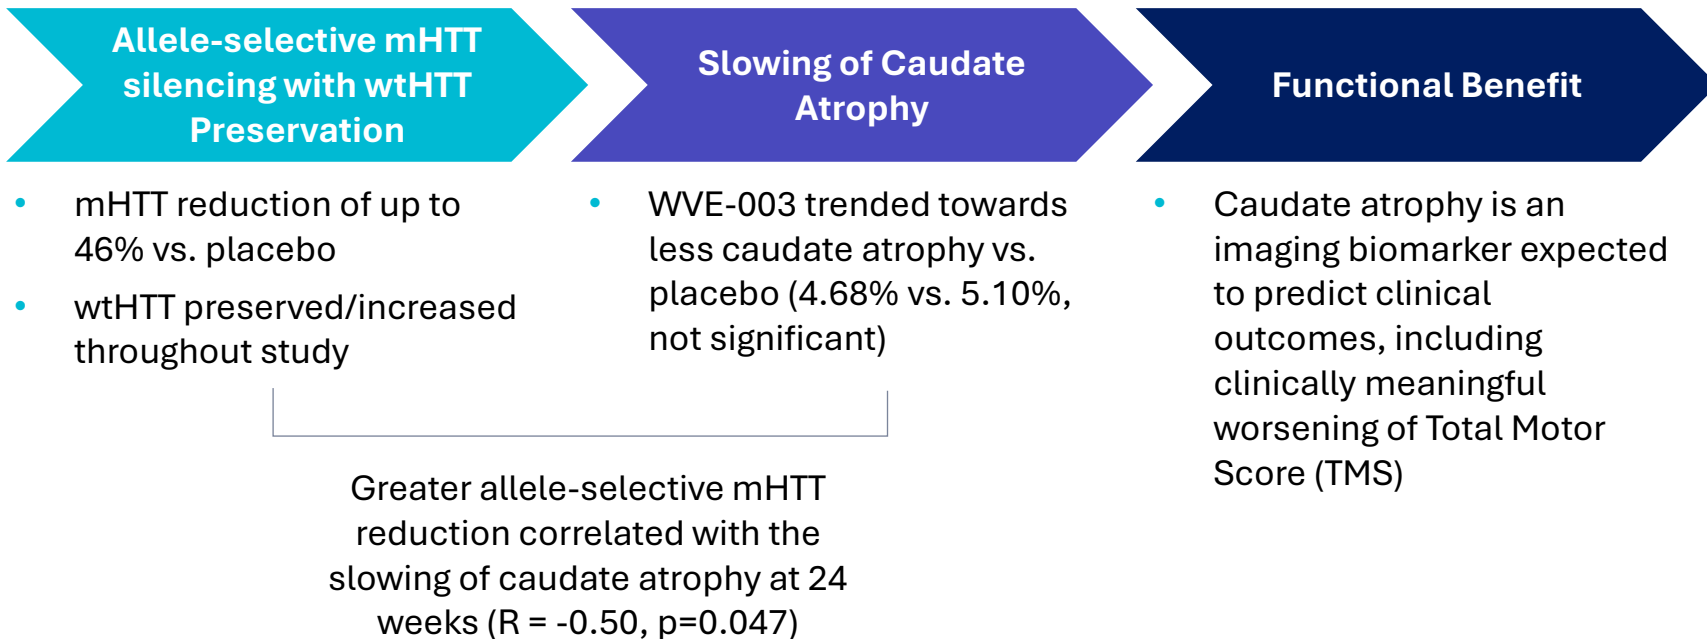 Allele-selective mHTT
silencing with wtHTT
Preservation
Slowing of Caudate
Atrophy
Functional Benefit
• mHTT reduction of up to
46% vs. placebo
• wtHTT preserved/increased
throughout study
• WVE-003 trended towards
less caudate atrophy vs.
placebo (4.68% vs. 5.10%,
not significant)
• Caudate atrophy is an
imaging biomarker expected
to predict clinical
outcomes, including
clinically meaningful
worsening of Total Motor
Score (TMS)
Greater allele-selective mHTT
reduction correlated with the
slowing of caudate atrophy at 24
weeks (R = -0.50, p=0.047)